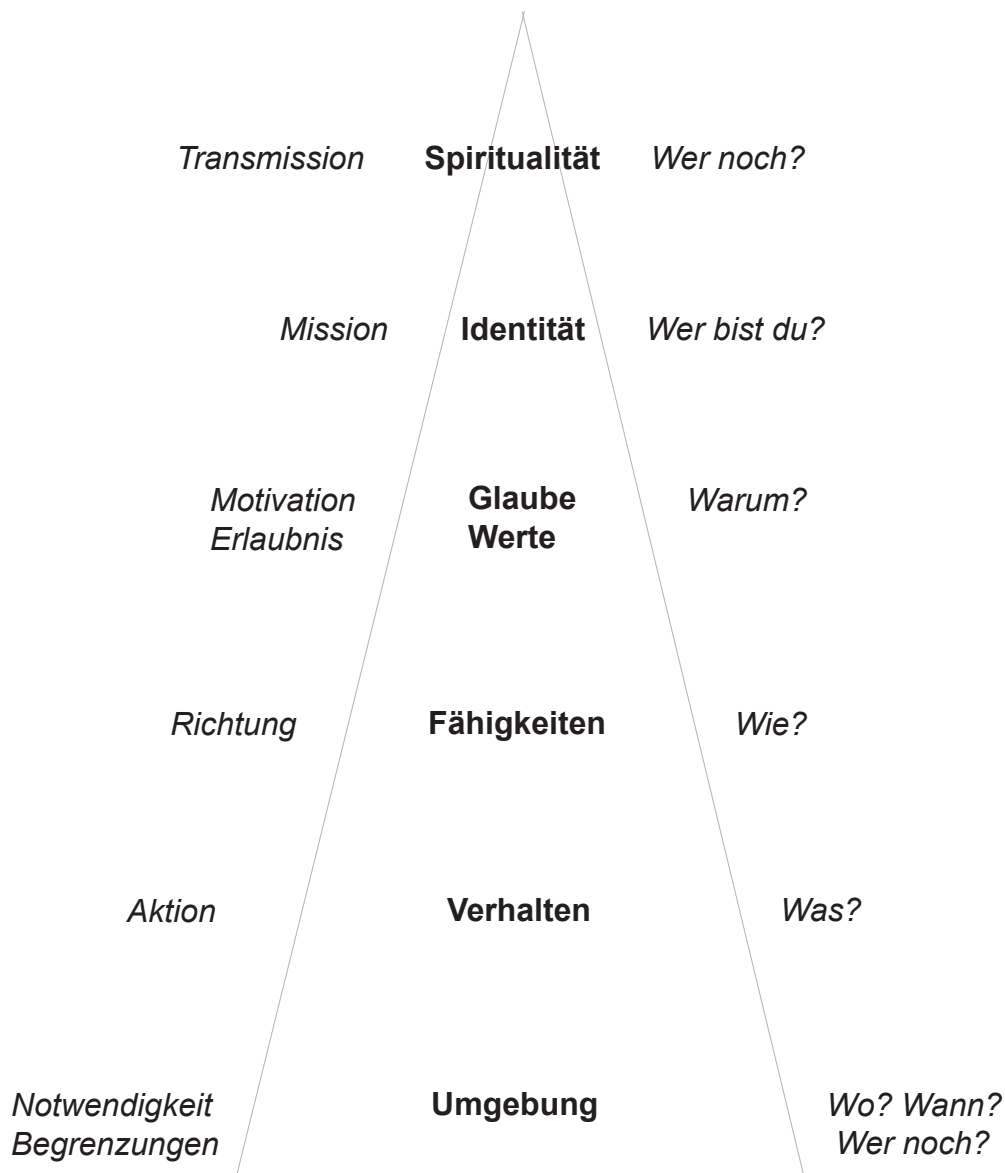 Transmission Spiritualität Wer noch?
Mission Identität Wer bist du?
Motivation Glaube Warum?
Erlaubnis Werte
Richtung Fähigkeiten Wie?
Aktion Verhalten Was?
Notwendigkeit Umgebung Wo? Wann?
Begrenzungen Wer noch?